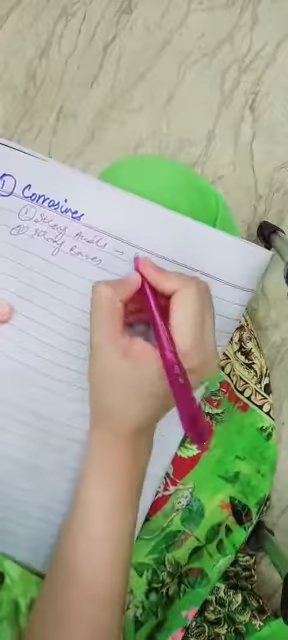 ① Corrosives
① Strong Acids
② Strong Bases